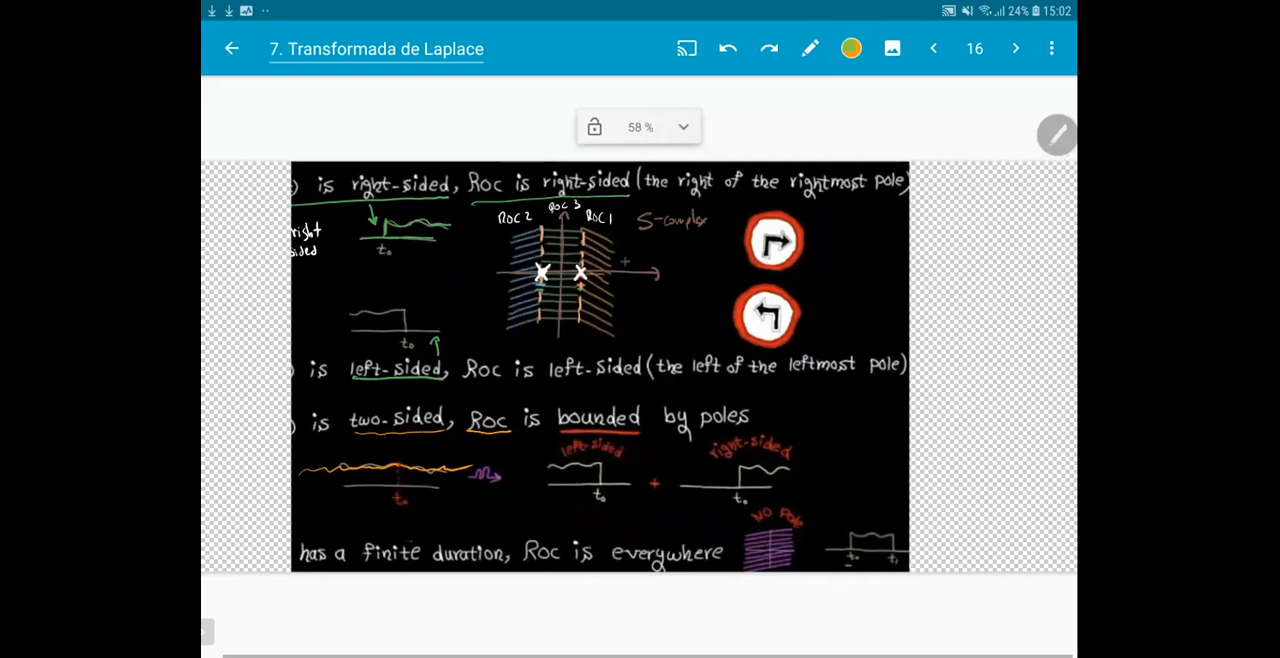 24% 15:02
7. Transformada de Laplace
16
58 %
) is right-sided, ROC is right-sided (the right of the rightmost pole)
ROC 2 ROC 3 ROC 1 S-complex
right
sided
t₀
t₀
) is left-sided, ROC is left-sided (the left of the leftmost pole)
) is two-sided, ROC is bounded by poles
left-sided right-sided
t₀ t₀ + t₀
NO Pole
has a finite duration, ROC is everywhere
t₀ t₁